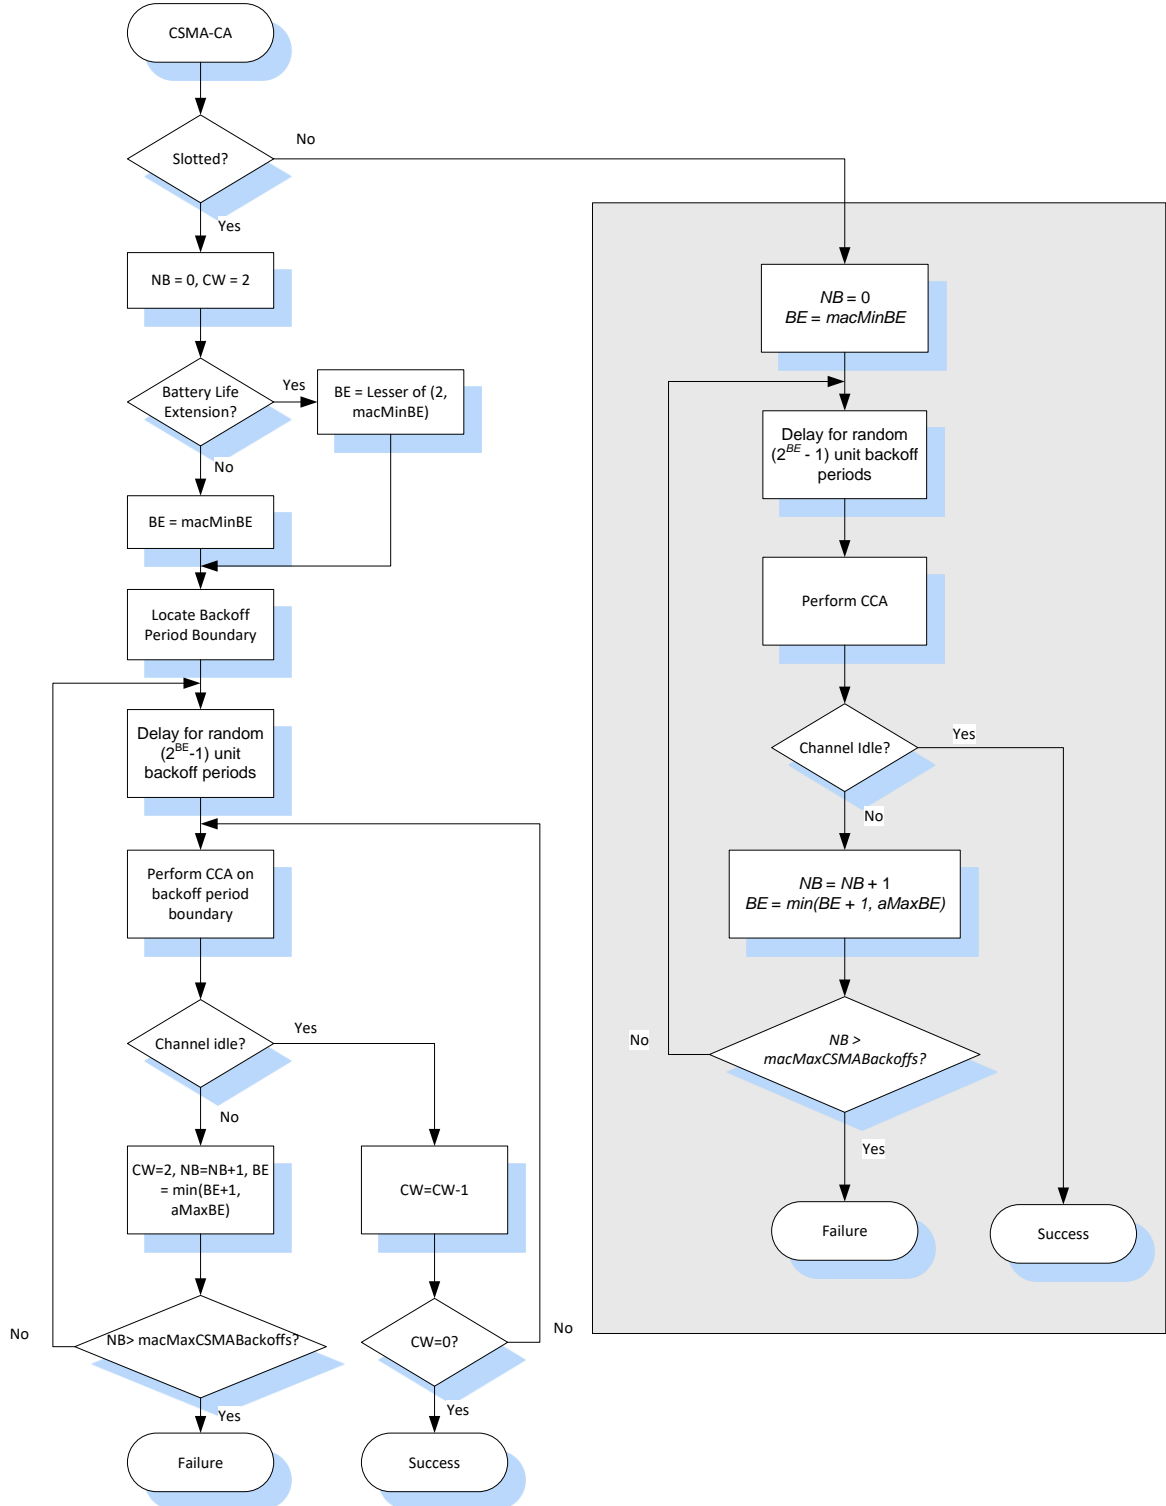 CSMA-CA
Slotted?
No
Yes
NB = 0, CW = 2
Battery Life
Extension?
Yes
BE = Lesser of (2,
macMinBE)
No
BE = macMinBE
Locate Backoff
Period Boundary
Delay for random
(2^BE-1) unit
backoff periods
Perform CCA on
backoff period
boundary
Channel idle?
Yes
No
CW=2, NB=NB+1, BE
= min(BE+1,
aMaxBE)
CW=CW-1
No
NB> macMaxCSMABackoffs?
CW=0?
No
Yes
Yes
Failure
Success
NB = 0
BE = macMinBE
Delay for random
(2^BE - 1) unit backoff
periods
Perform CCA
Channel Idle?
Yes
No
NB = NB + 1
BE = min(BE + 1, aMaxBE)
No
NB >
macMaxCSMABackoffs?
Yes
Failure
Success